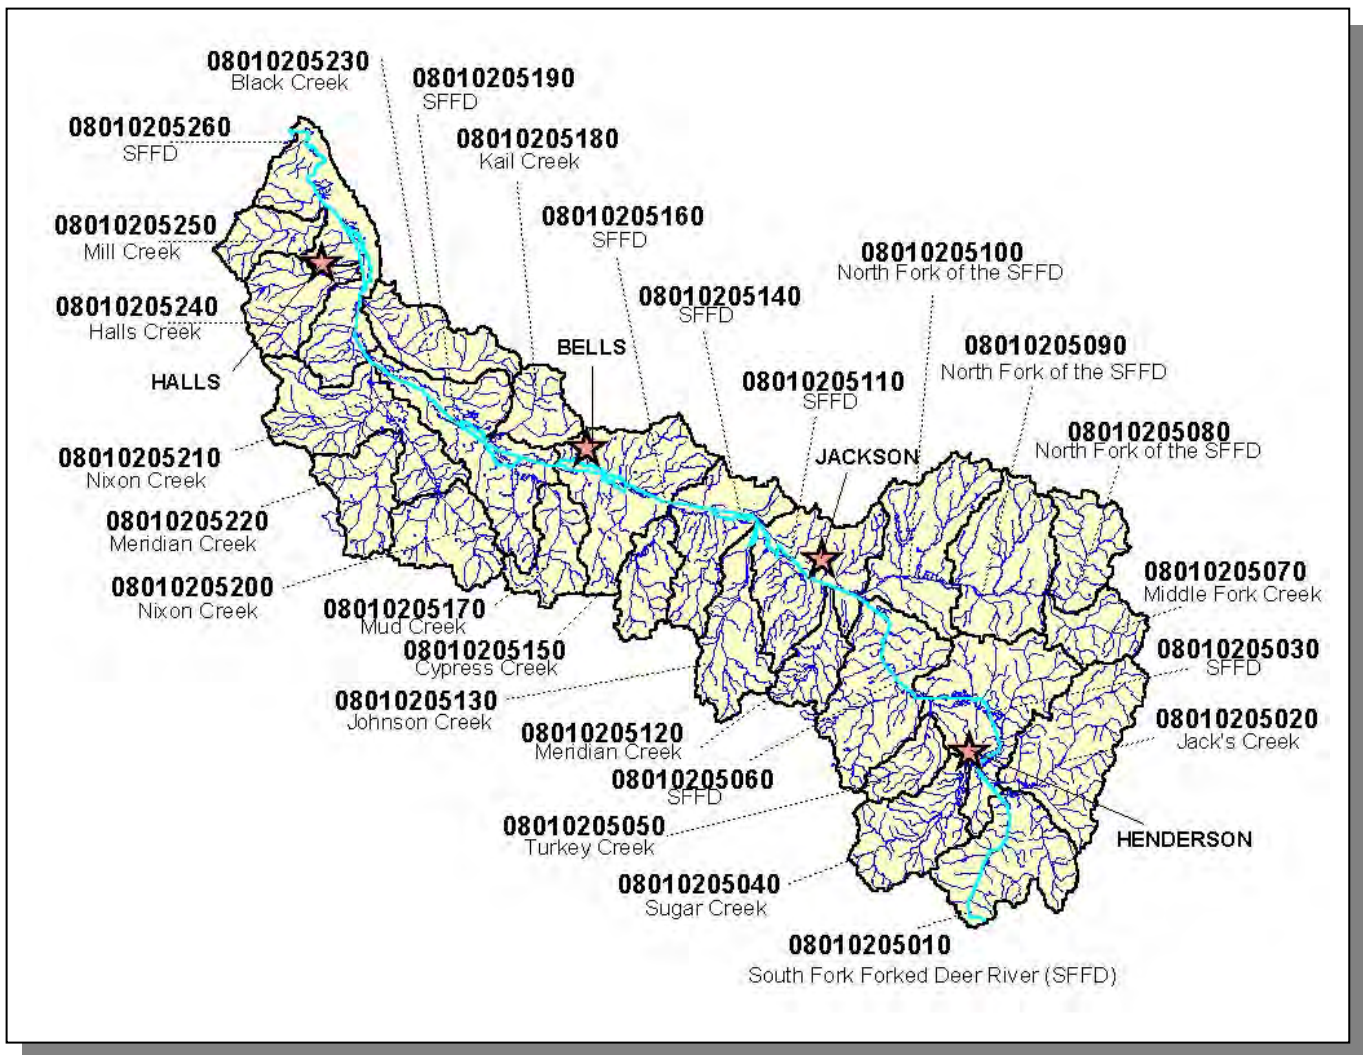 08010205230
Black Creek
08010205190
SFFD
08010205260
SFFD
08010205180
Kail Creek
08010205250
Mill Creek
08010205160
SFFD
08010205100
North Fork of the SFFD
08010205240
Halls Creek
08010205140
SFFD
HALLS
BELLS
08010205090
North Fork of the SFFD
08010205110
SFFD
08010205080
North Fork of the SFFD
JACKSON
08010205210
Nixon Creek
08010205220
Meridian Creek
08010205200
Nixon Creek
08010205070
Middle Fork Creek
08010205170
Mud Creek
08010205150
Cypress Creek
08010205030
SFFD
08010205130
Johnson Creek
08010205020
Jack's Creek
08010205120
Meridian Creek
08010205060
SFFD
08010205050
Turkey Creek
HENDERSON
08010205040
Sugar Creek
08010205010
South Fork Forked Deer River (SFFD)